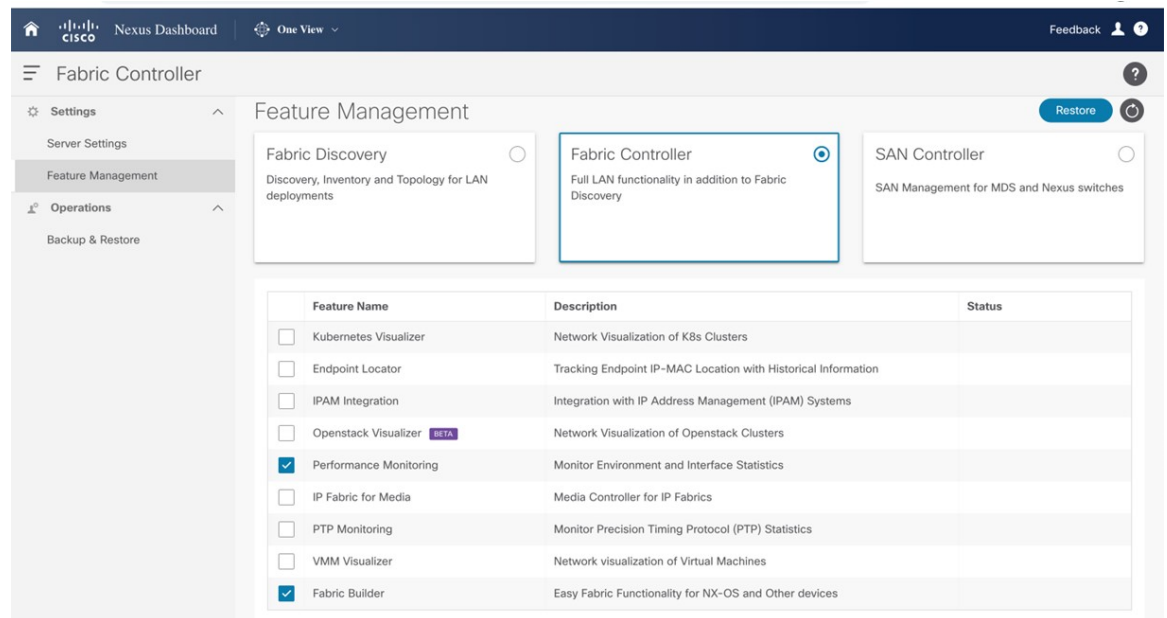 CISCO Nexus Dashboard One View Feedback
Fabric Controller
Settings
Server Settings
Feature Management
Operations
Backup & Restore
Feature Management Restore
Fabric Discovery
Discovery, Inventory and Topology for LAN
deployments
Fabric Controller
Full LAN functionality in addition to Fabric
Discovery
SAN Controller
SAN Management for MDS and Nexus switches
Feature Name Description Status
Kubernetes Visualizer Network Visualization of K8s Clusters
Endpoint Locator Tracking Endpoint IP-MAC Location with Historical Information
IPAM Integration Integration with IP Address Management (IPAM) Systems
Openstack Visualizer BETA Network Visualization of Openstack Clusters
Performance Monitoring Monitor Environment and Interface Statistics
IP Fabric for Media Media Controller for IP Fabrics
PTP Monitoring Monitor Precision Timing Protocol (PTP) Statistics
VMM Visualizer Network visualization of Virtual Machines
Fabric Builder Easy Fabric Functionality for NX-OS and Other devices